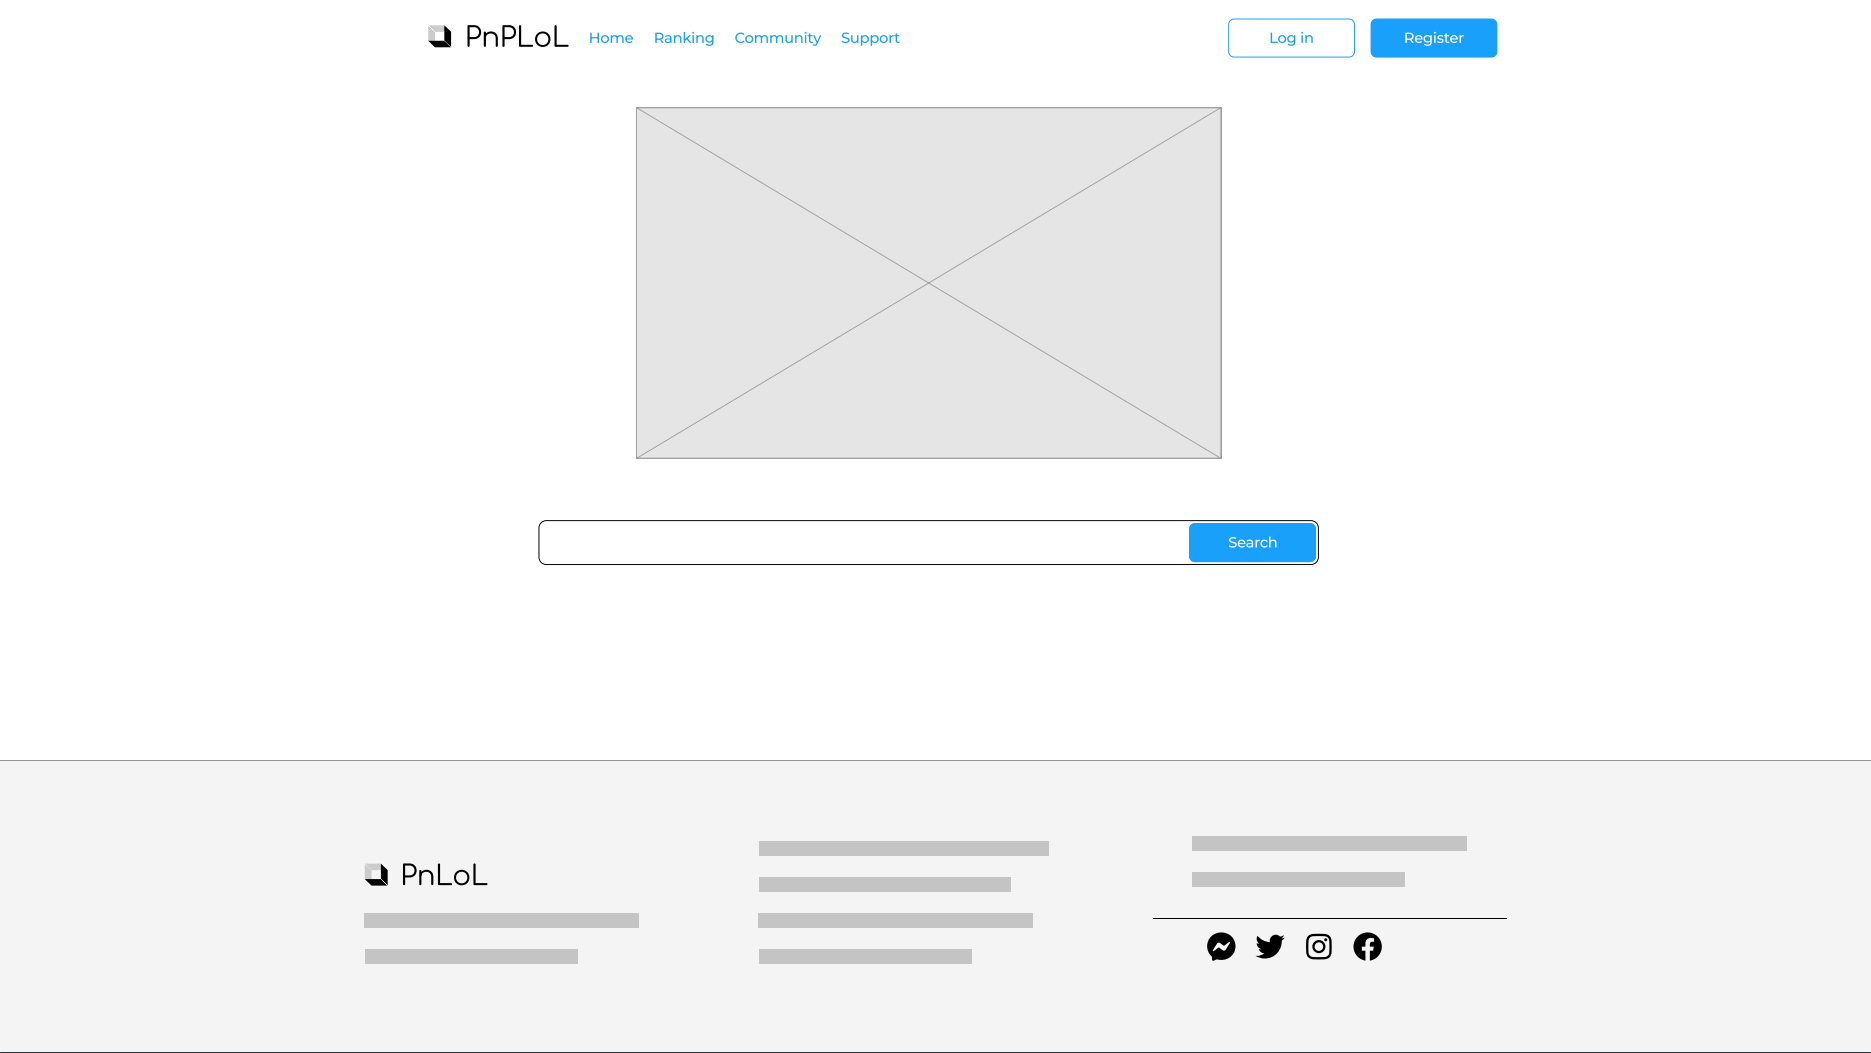 PnPLoL
Home Ranking Community Support
Log in
Register
Search
PnLoL